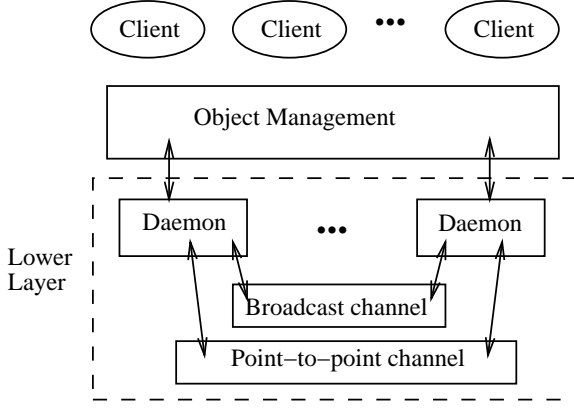 Client Client ••• Client
Object Management
Daemon ••• Daemon
Lower
Layer
Broadcast channel
Point−to−point channel